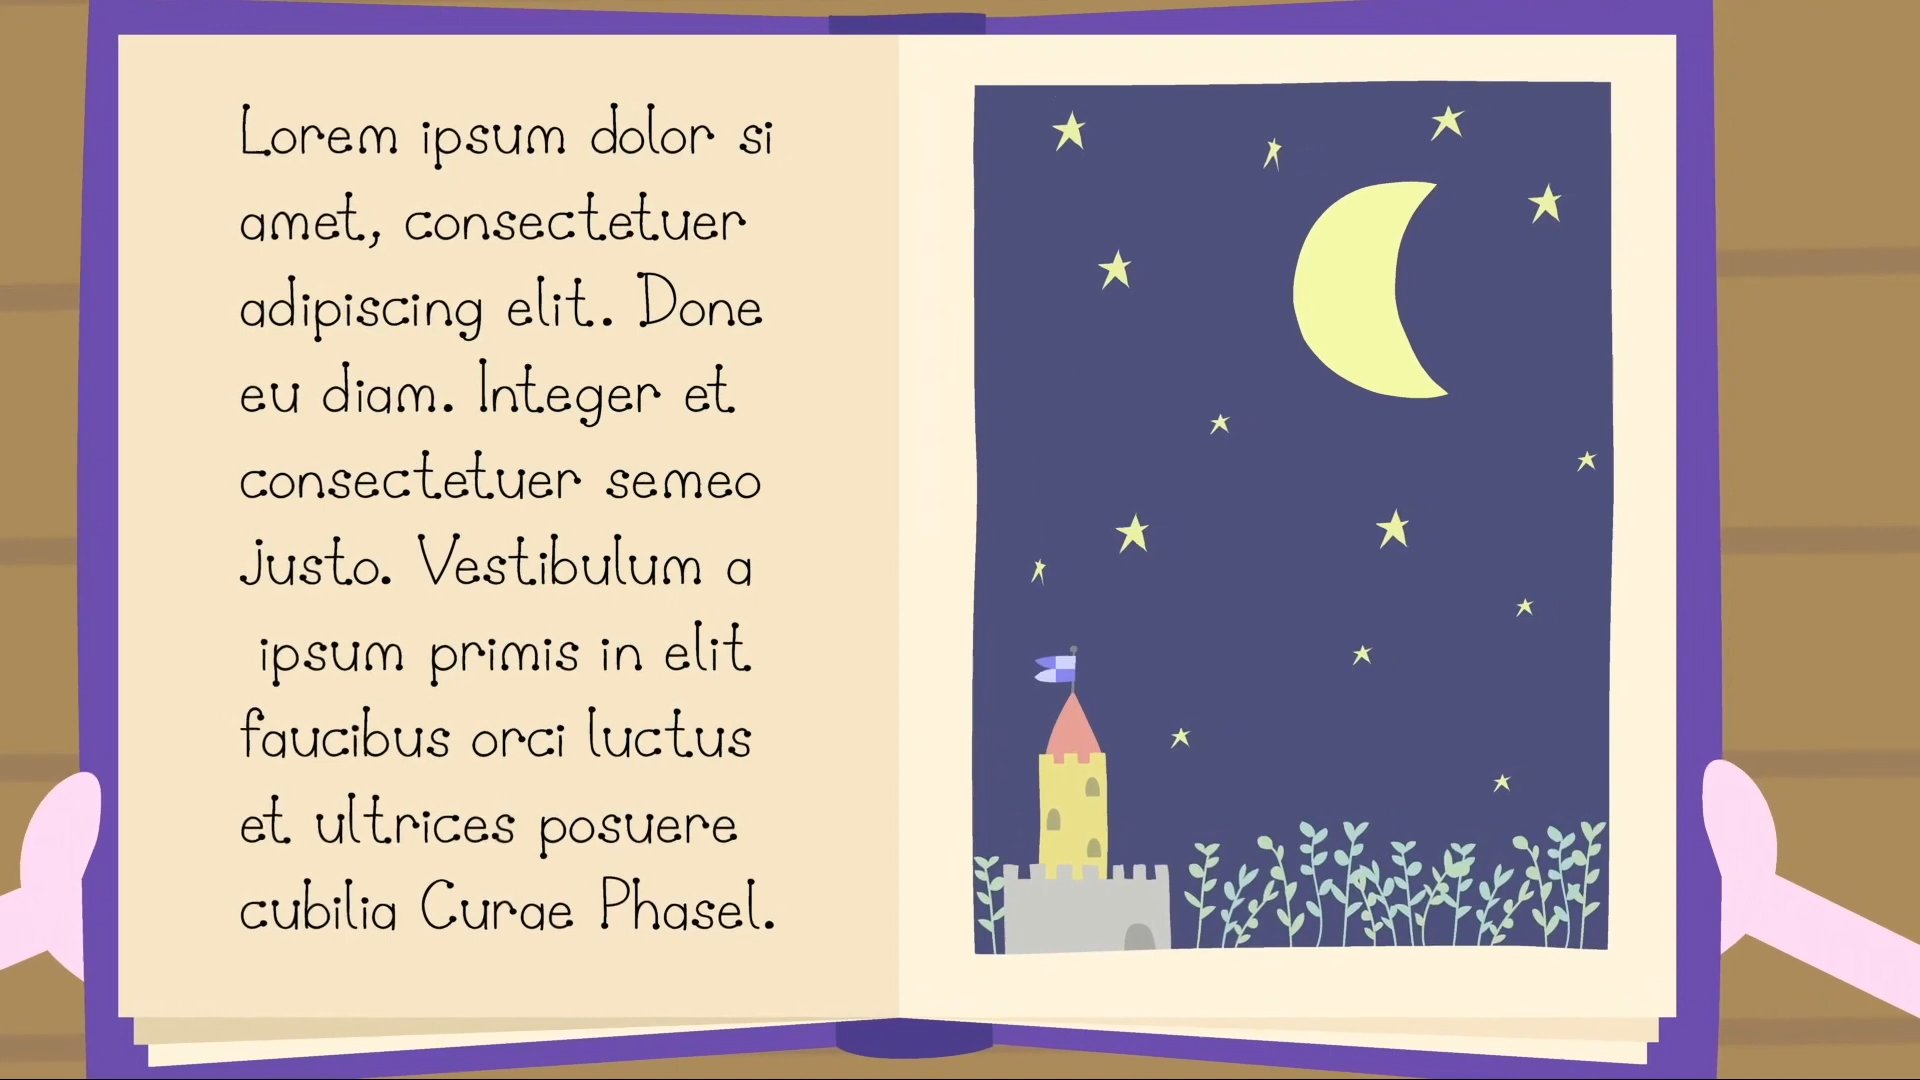 Lorem ipsum dolor si
amet, consectetuer
adipiscing elit. Done
eu diam. Integer et
consectetuer semeo
justo. Vestibulum a
ipsum primis in elit
faucibus orci luctus
et ultrices posuere
cubilia Curae Phasel.